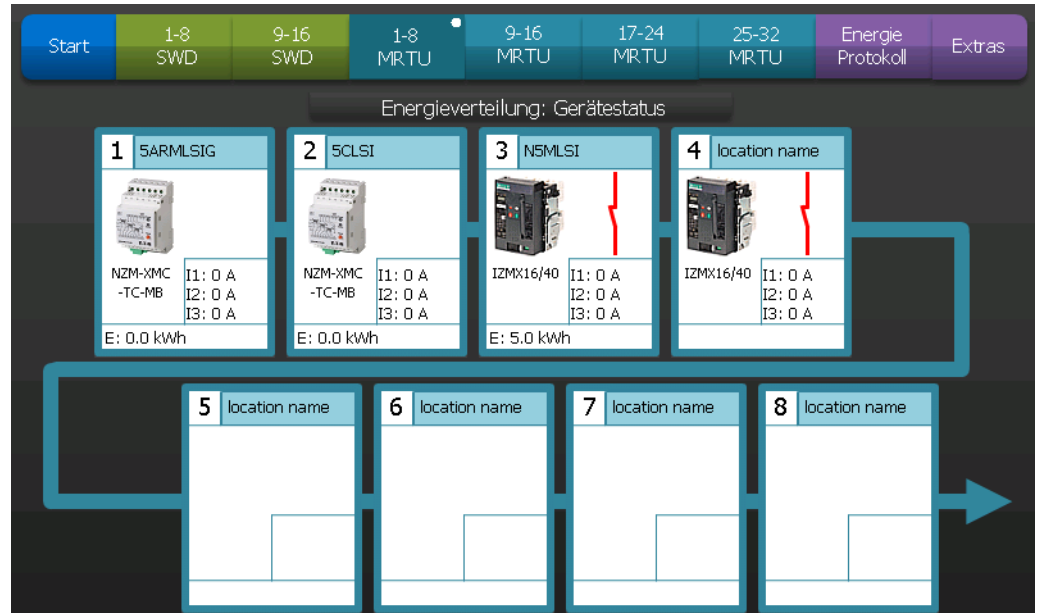 Start
1-8
SWD
9-16
SWD
1-8
MRTU
9-16
MRTU
17-24
MRTU
25-32
MRTU
Energie
Protokoll
Extras
Energieverteilung: Gerätestatus
1 5ARMLSIG
NZM-XMC
-TC-MB
I1: 0 A
I2: 0 A
I3: 0 A
E: 0.0 kWh
2 5CLSI
NZM-XMC
-TC-MB
I1: 0 A
I2: 0 A
I3: 0 A
E: 0.0 kWh
3 N5MLSI
IZMX16/40
I1: 0 A
I2: 0 A
I3: 0 A
E: 5.0 kWh
4 location name
IZMX16/40
I1: 0 A
I2: 0 A
I3: 0 A
5 location name
6 location name
7 location name
8 location name